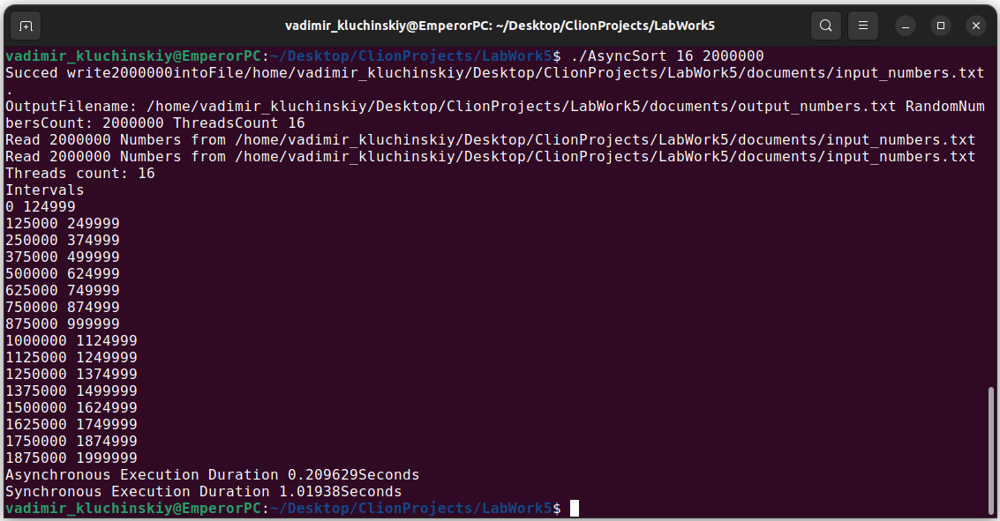 vadimir_kluchinskiy@EmperorPC: ~/Desktop/ClionProjects/LabWork5
vadimir_kluchinskiy@EmperorPC:~/Desktop/ClionProjects/LabWork5$ ./AsyncSort 16 2000000
Succed write2000000intoFile/home/vadimir_kluchinskiy/Desktop/ClionProjects/LabWork5/documents/input_numbers.txt
.
OutputFilename: /home/vadimir_kluchinskiy/Desktop/ClionProjects/LabWork5/documents/output_numbers.txt RandomNum
bersCount: 2000000 ThreadsCount 16
Read 2000000 Numbers from /home/vadimir_kluchinskiy/Desktop/ClionProjects/LabWork5/documents/input_numbers.txt
Read 2000000 Numbers from /home/vadimir_kluchinskiy/Desktop/ClionProjects/LabWork5/documents/input_numbers.txt
Threads count: 16
Intervals
0 124999
125000 249999
250000 374999
375000 499999
500000 624999
625000 749999
750000 874999
875000 999999
1000000 1124999
1125000 1249999
1250000 1374999
1375000 1499999
1500000 1624999
1625000 1749999
1750000 1874999
1875000 1999999
Asynchronous Execution Duration 0.209629Seconds
Synchronous Execution Duration 1.01938Seconds
vadimir_kluchinskiy@EmperorPC:~/Desktop/ClionProjects/LabWork5$